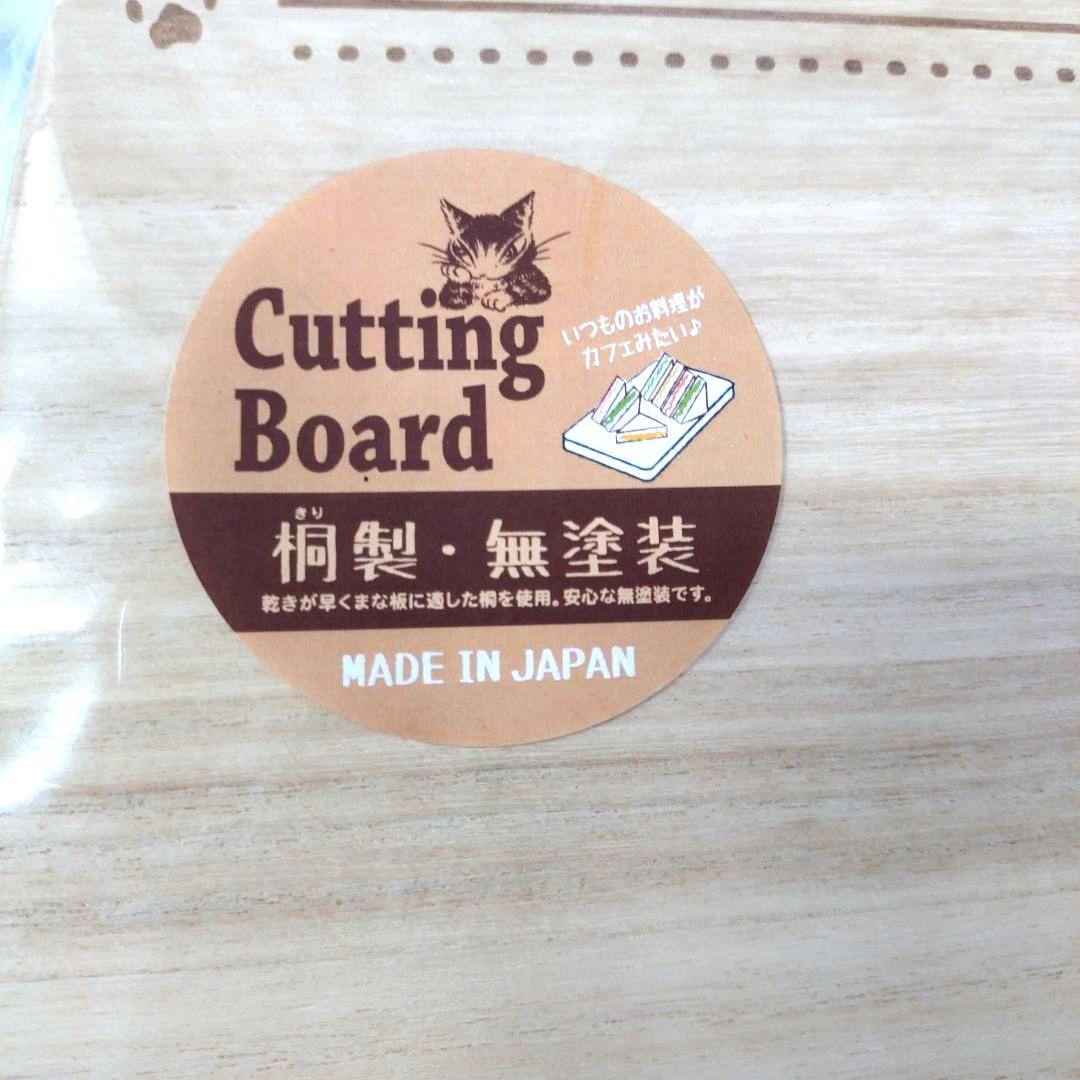 Cutting
Board
いつものお料理が
カフェみたい♪
きり
桐製・無塗装
乾きが早くまな板に適した桐を使用。安心な無塗装です。
MADE IN JAPAN